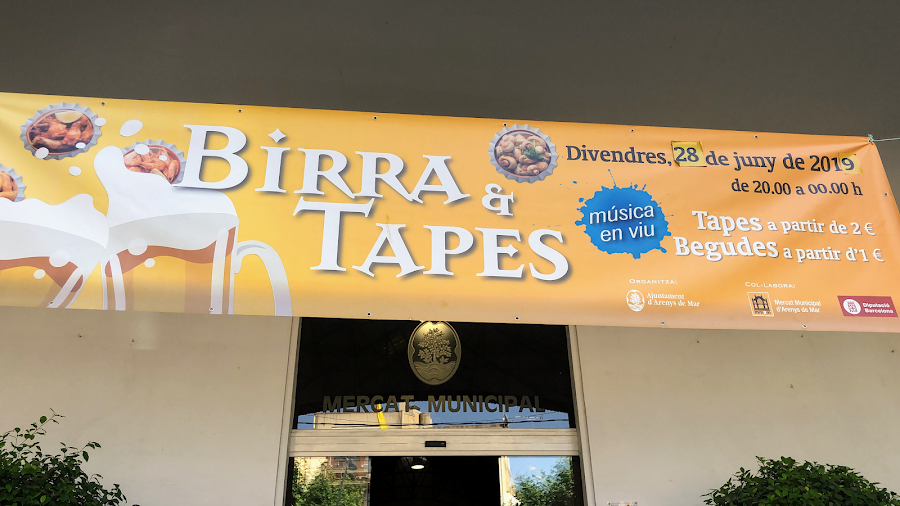 BIRRA &
TAPES
Divendres, 28 de juny de 2019
de 20.00 a 00.00 h
música
en viu
Tapes a partir de 2 €
Begudes a partir d'1 €
ORGANITZA:
Ajuntament
d'Arenys de Mar
COL·LABORA:
Mercat Municipal
d'Arenys de Mar
Diputació
Barcelona
MERCAT MUNICIPAL